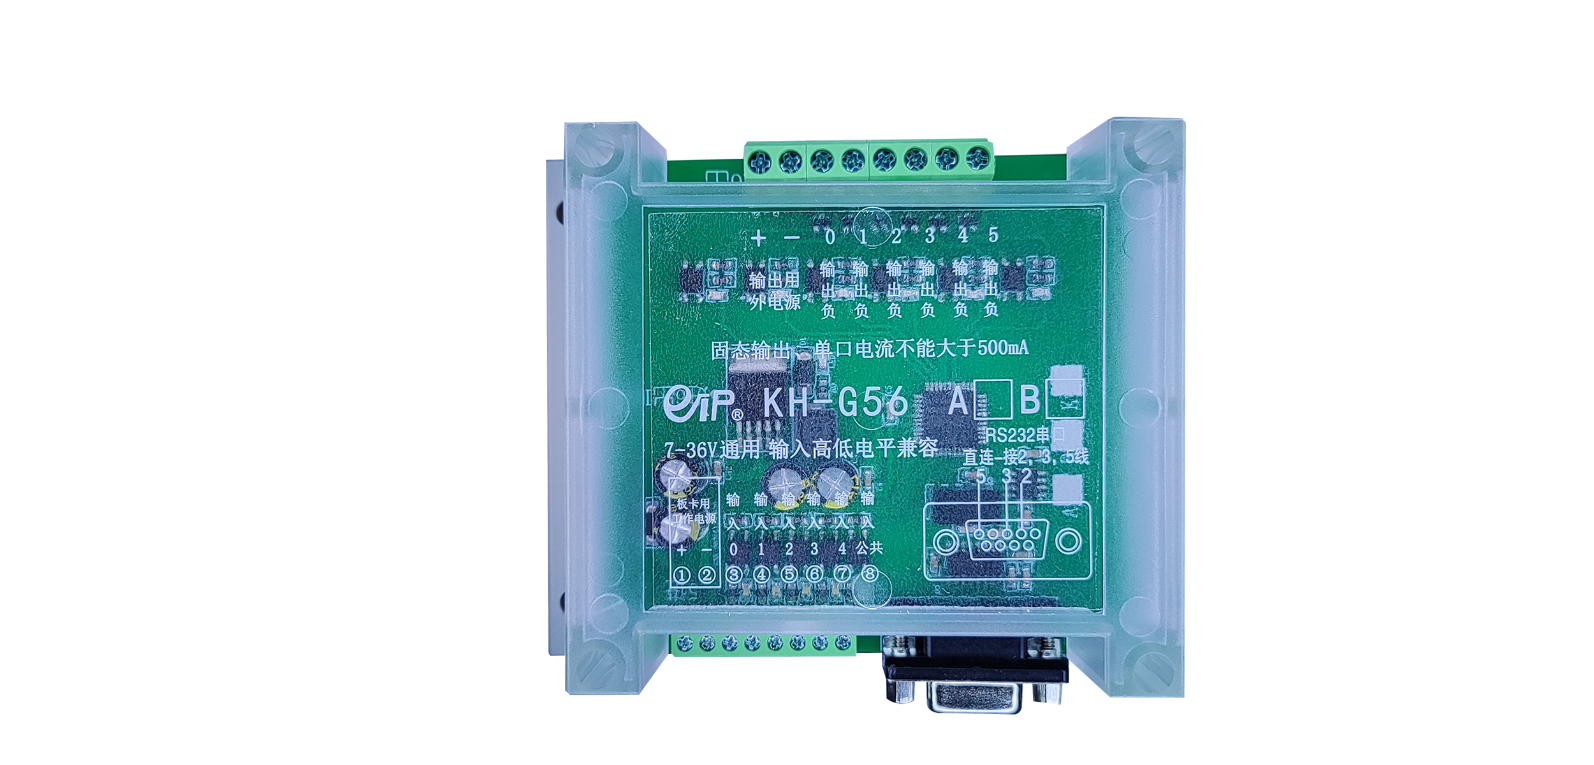 + - 0 1 2 3 4 5
输出用外电源 输出负 输出负 输出负 输出负 输出负 输出负
固态输出、单口电流不能大于500mA
eVIP® KH-G56 A B
7-36V通用 输入高低电平兼容
RS232串口
直连-接2, 3, 5线
5 3 2
板卡用工作电源 输入 输入 输入 输入 输入 输入
+ - 0 1 2 3 4 公共
① ② ③ ④ ⑤ ⑥ ⑦ ⑧